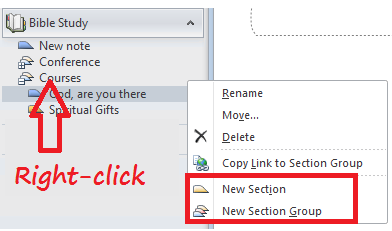 Bible Study
New note
Conference
Courses
God, are you there
Spiritual Gifts
Right-click
Rename
Move...
Delete
Copy Link to Section Group
New Section
New Section Group